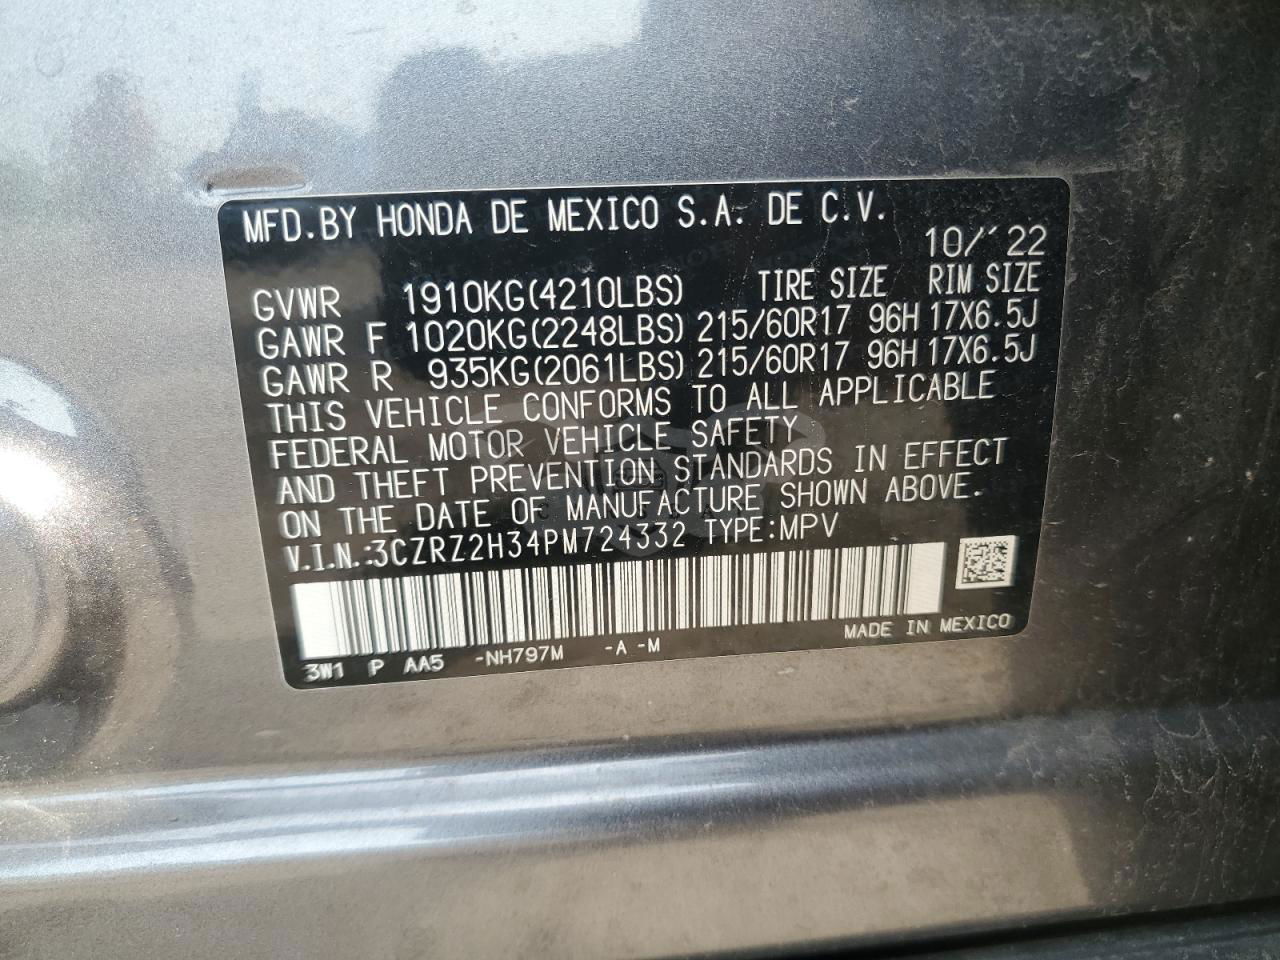 MFD.BY HONDA DE MEXICO S.A. DE C.V.
10/'22
GVWR 1910KG(4210LBS) TIRE SIZE RIM SIZE
GAWR F 1020KG(2248LBS) 215/60R17 96H 17X6.5J
GAWR R 935KG(2061LBS) 215/60R17 96H 17X6.5J
THIS VEHICLE CONFORMS TO ALL APPLICABLE
FEDERAL MOTOR VEHICLE SAFETY
AND THEFT PREVENTION STANDARDS IN EFFECT
ON THE DATE OF MANUFACTURE SHOWN ABOVE.
V.I.N.:3CZRZ2H34PM724332 TYPE:MPV
MADE IN MEXICO
3W1 P AA5 -NH797M -A -M